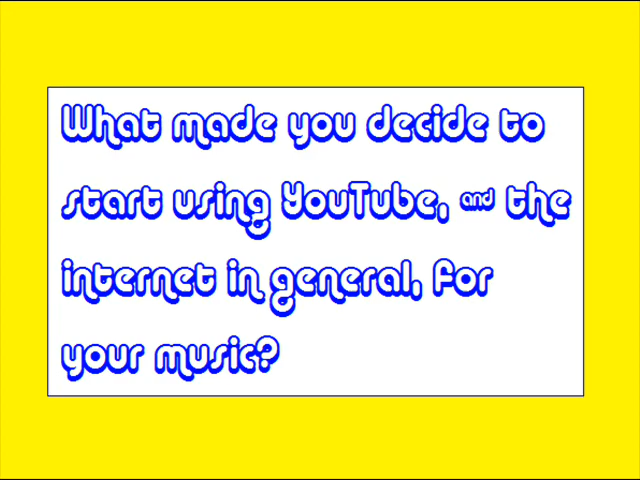 What made you decide to
start using YouTube, and the
internet in general, for
your music?